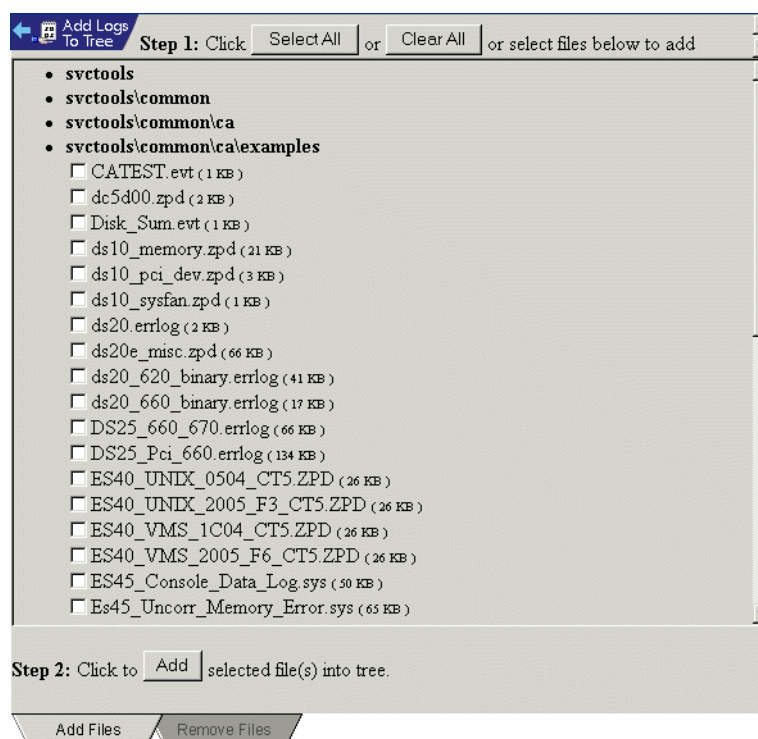 Add Logs
To Tree
Step 1: Click Select All or Clear All or select files below to add
• svctools
• svctools\common
• svctools\common\ca
• svctools\common\ca\examples
CATEST.evt (1 KB)
dc5d00.zpd (2 KB)
Disk_Sum.evt (1 KB)
ds10_memory.zpd (21 KB)
ds10_pci_dev.zpd (3 KB)
ds10_sysfan.zpd (1 KB)
ds20.errlog (2 KB)
ds20e_misc.zpd (66 KB)
ds20_620_binary.errlog (41 KB)
ds20_660_binary.errlog (17 KB)
DS25_660_670.errlog (66 KB)
DS25_Pci_660.errlog (134 KB)
ES40_UNIX_0504_CT5.ZPD (26 KB)
ES40_UNIX_2005_F3_CT5.ZPD (26 KB)
ES40_VMS_1C04_CT5.ZPD (26 KB)
ES40_VMS_2005_F6_CT5.ZPD (26 KB)
ES45_Console_Data_Log.sys (50 KB)
Es45_Uncorr_Memory_Error.sys (65 KB)
Step 2: Click to Add selected file(s) into tree.
Add Files Remove Files